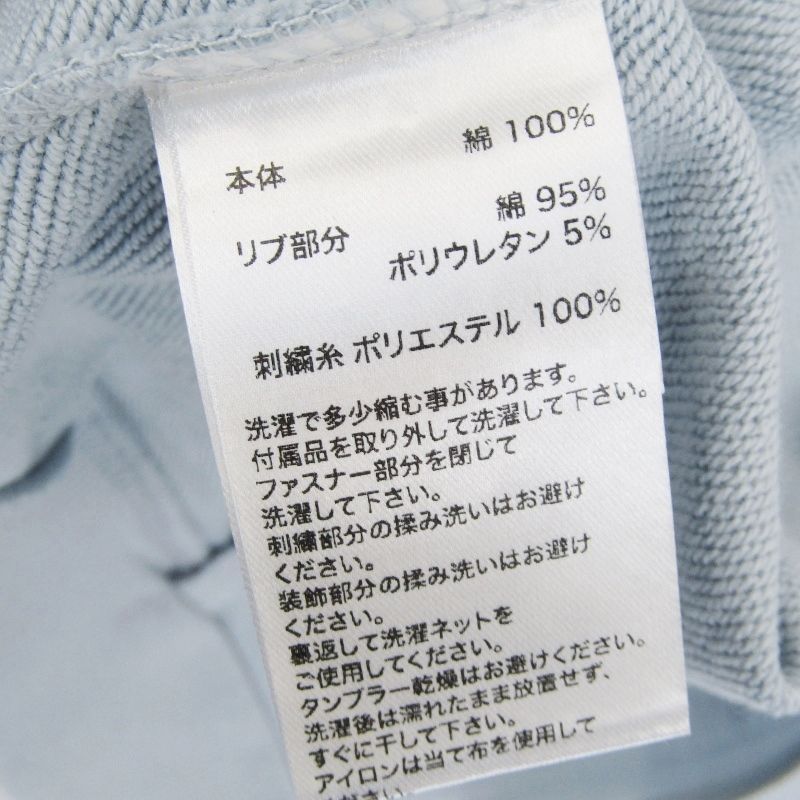 本体 綿 100%
リブ部分 綿 95%
ポリウレタン 5%
刺繍糸 ポリエステル 100%
洗濯で多少縮む事があります。
付属品を取り外して洗濯して下さい。
ファスナー部分を閉じて
洗濯して下さい。
刺繍部分の揉み洗いはお避け
ください。
装飾部分の揉み洗いはお避け
ください。
裏返して洗濯ネットを
ご使用してください。
タンブラー乾燥はお避けください。
洗濯後は濡れたまま放置せず、
すぐに干して下さい。
アイロンは当て布を使用して
ください